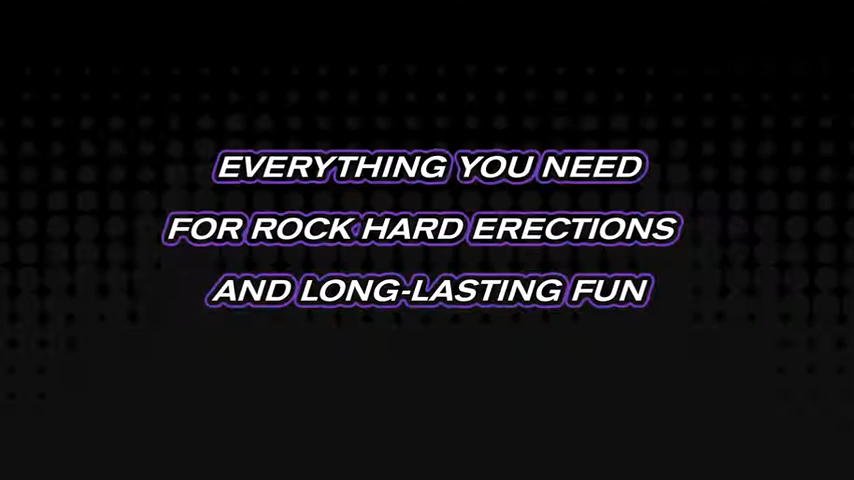 EVERYTHING YOU NEED
FOR ROCK HARD ERECTIONS
AND LONG-LASTING FUN